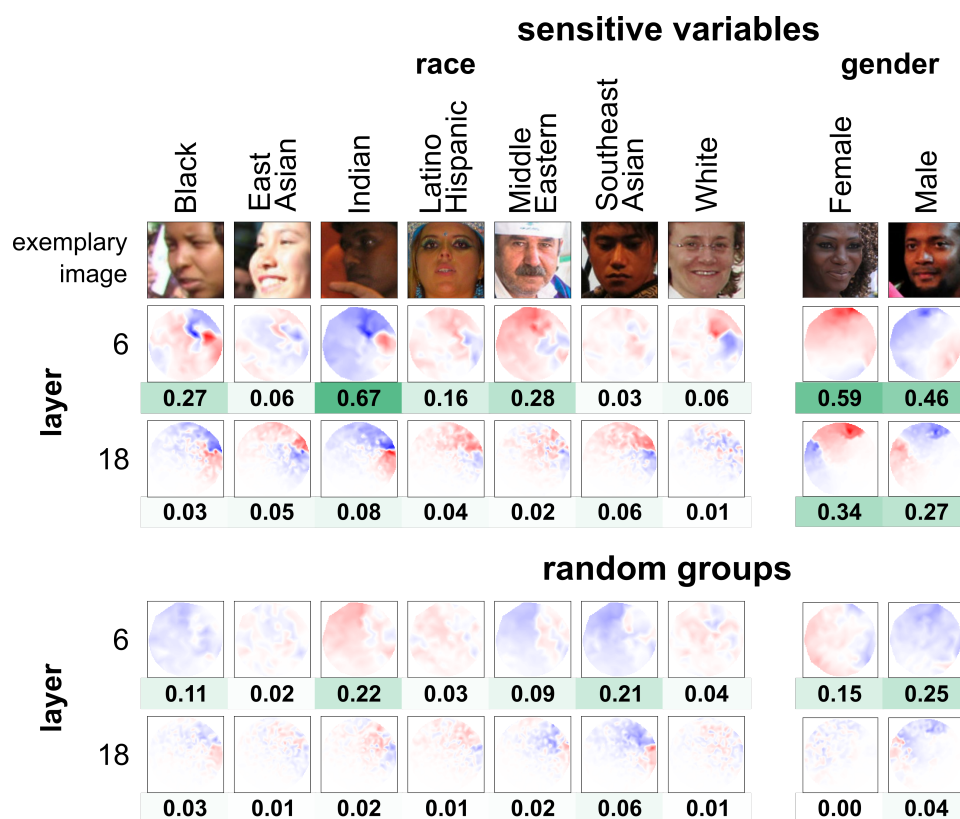 sensitive variables
race
gender
Black
East
Asian
Indian
Latino
Hispanic
Middle
Eastern
Southeast
Asian
White
Female
Male
exemplary
image
layer
6
0.27 0.06 0.67 0.16 0.28 0.03 0.06 0.59 0.46
18
0.03 0.05 0.08 0.04 0.02 0.06 0.01 0.34 0.27
random groups
layer
6
0.11 0.02 0.22 0.03 0.09 0.21 0.04 0.15 0.25
18
0.03 0.01 0.02 0.01 0.02 0.06 0.01 0.00 0.04